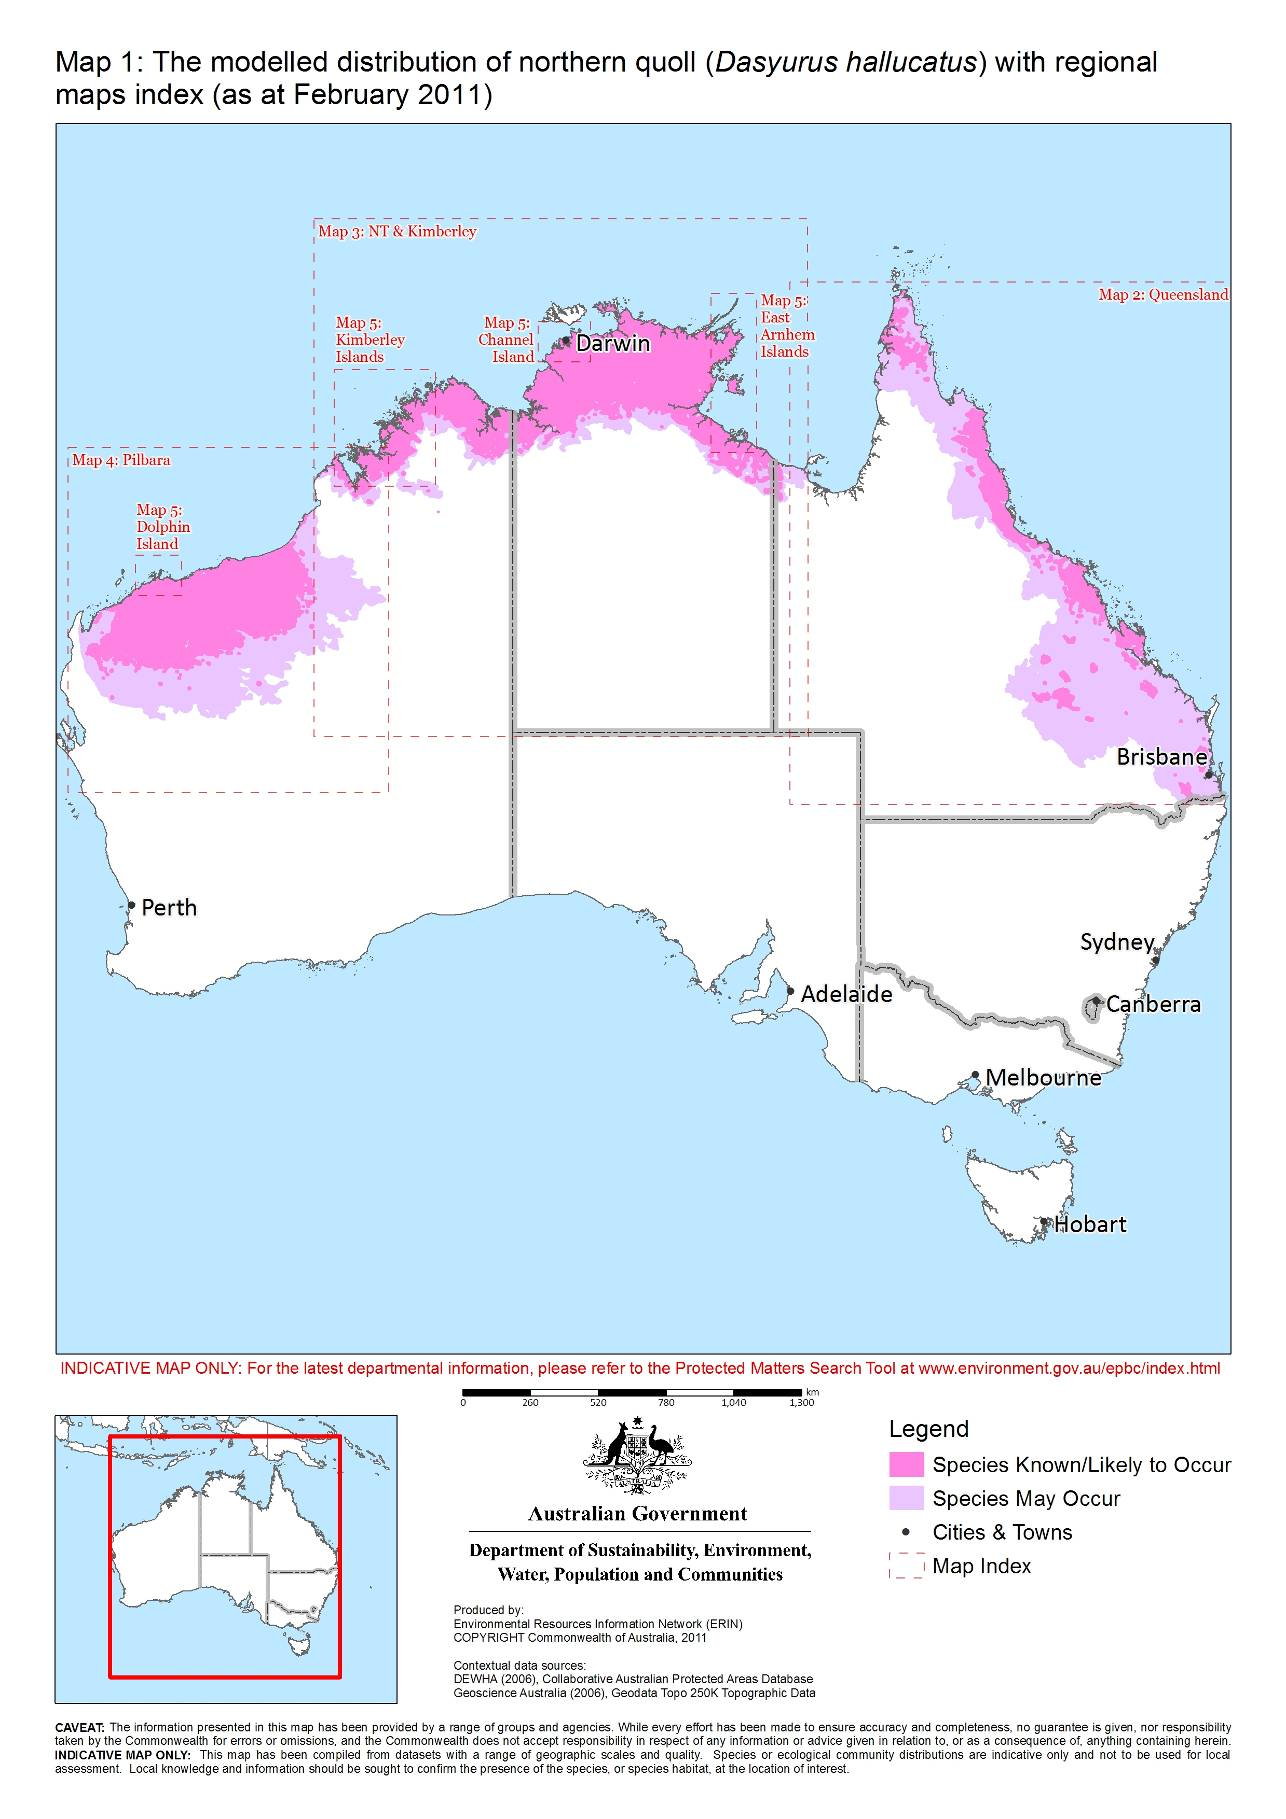 Map 1: The modelled distribution of northern quoll (Dasyurus hallucatus) with regional
maps index (as at February 2011)
Map 3: NT & Kimberley
Map 2: Queensland
Map 5:
Kimberley
Islands
Map 5:
Channel
Island
Darwin
Map 5:
East
Arnhem
Islands
Map 4: Pilbara
Map 5:
Dolphin
Island
Brisbane
Perth
Sydney
Adelaide
Canberra
Melbourne
Hobart
INDICATIVE MAP ONLY: For the latest departmental information, please refer to the Protected Matters Search Tool at www.environment.gov.au/epbc/index.html
km
0 260 520 780 1,040 1,300
Australian Government
Department of Sustainability, Environment,
Water, Population and Communities
Produced by:
Environmental Resources Information Network (ERIN)
COPYRIGHT Commonwealth of Australia, 2011
Contextual data sources:
DEWHA (2006), Collaborative Australian Protected Areas Database
Geoscience Australia (2006), Geodata Topo 250K Topographic Data
Legend
Species Known/Likely to Occur
Species May Occur
Cities & Towns
Map Index
CAVEAT: The information presented in this map has been provided by a range of groups and agencies. While every effort has been made to ensure accuracy and completeness, no guarantee is given, nor responsibility
taken by the Commonwealth for errors or omissions, and the Commonwealth does not accept responsibility in respect of any information or advice given in relation to, or as a consequence of, anything containing herein.
INDICATIVE MAP ONLY: This map has been compiled from datasets with a range of geographic scales and quality. Species or ecological community distributions are indicative only and not to be used for local
assessment. Local knowledge and information should be sought to confirm the presence of the species, or species habitat, at the location of interest.